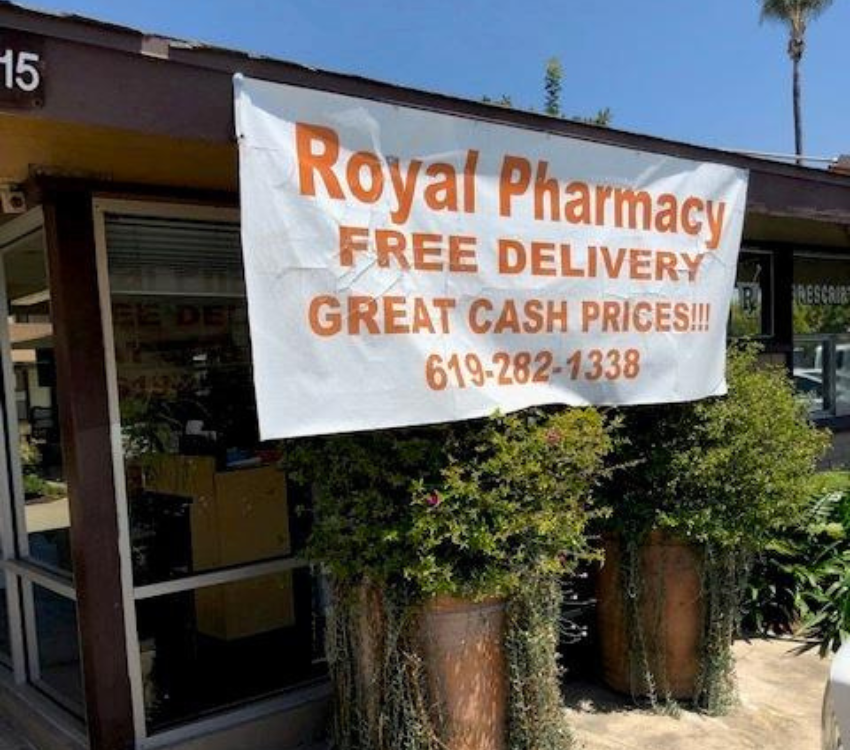 15
Royal Pharmacy
FREE DELIVERY
GREAT CASH PRICES!!!
619-282-1338